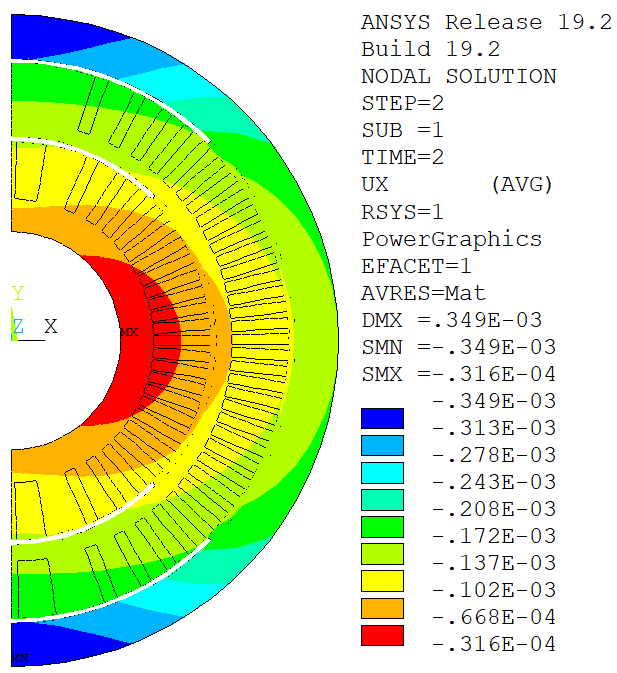 ANSYS Release 19.2
Build 19.2
NODAL SOLUTION
STEP=2
SUB =1
TIME=2
UX (AVG)
RSYS=1
PowerGraphics
EFACET=1
AVRES=Mat
DMX =.349E-03
SMN =-.349E-03
SMX =-.316E-04
-.349E-03
-.313E-03
-.278E-03
-.243E-03
-.208E-03
-.172E-03
-.137E-03
-.102E-03
-.668E-04
-.316E-04
Y
Z X
MX
MN